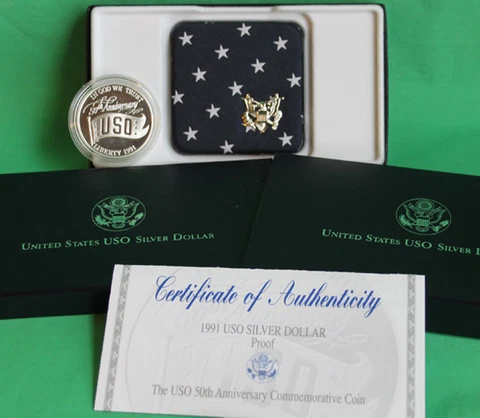 IN GOD WE TRUST
50th Anniversary
USO
LIBERTY 1991
UNITED STATES USO SILVER DOLLAR
UNITED STATES USO SILVER D
Certificate of Authenticity
1991 USO SILVER DOLLAR
Proof
The USO 50th Anniversary Commemorative Coin